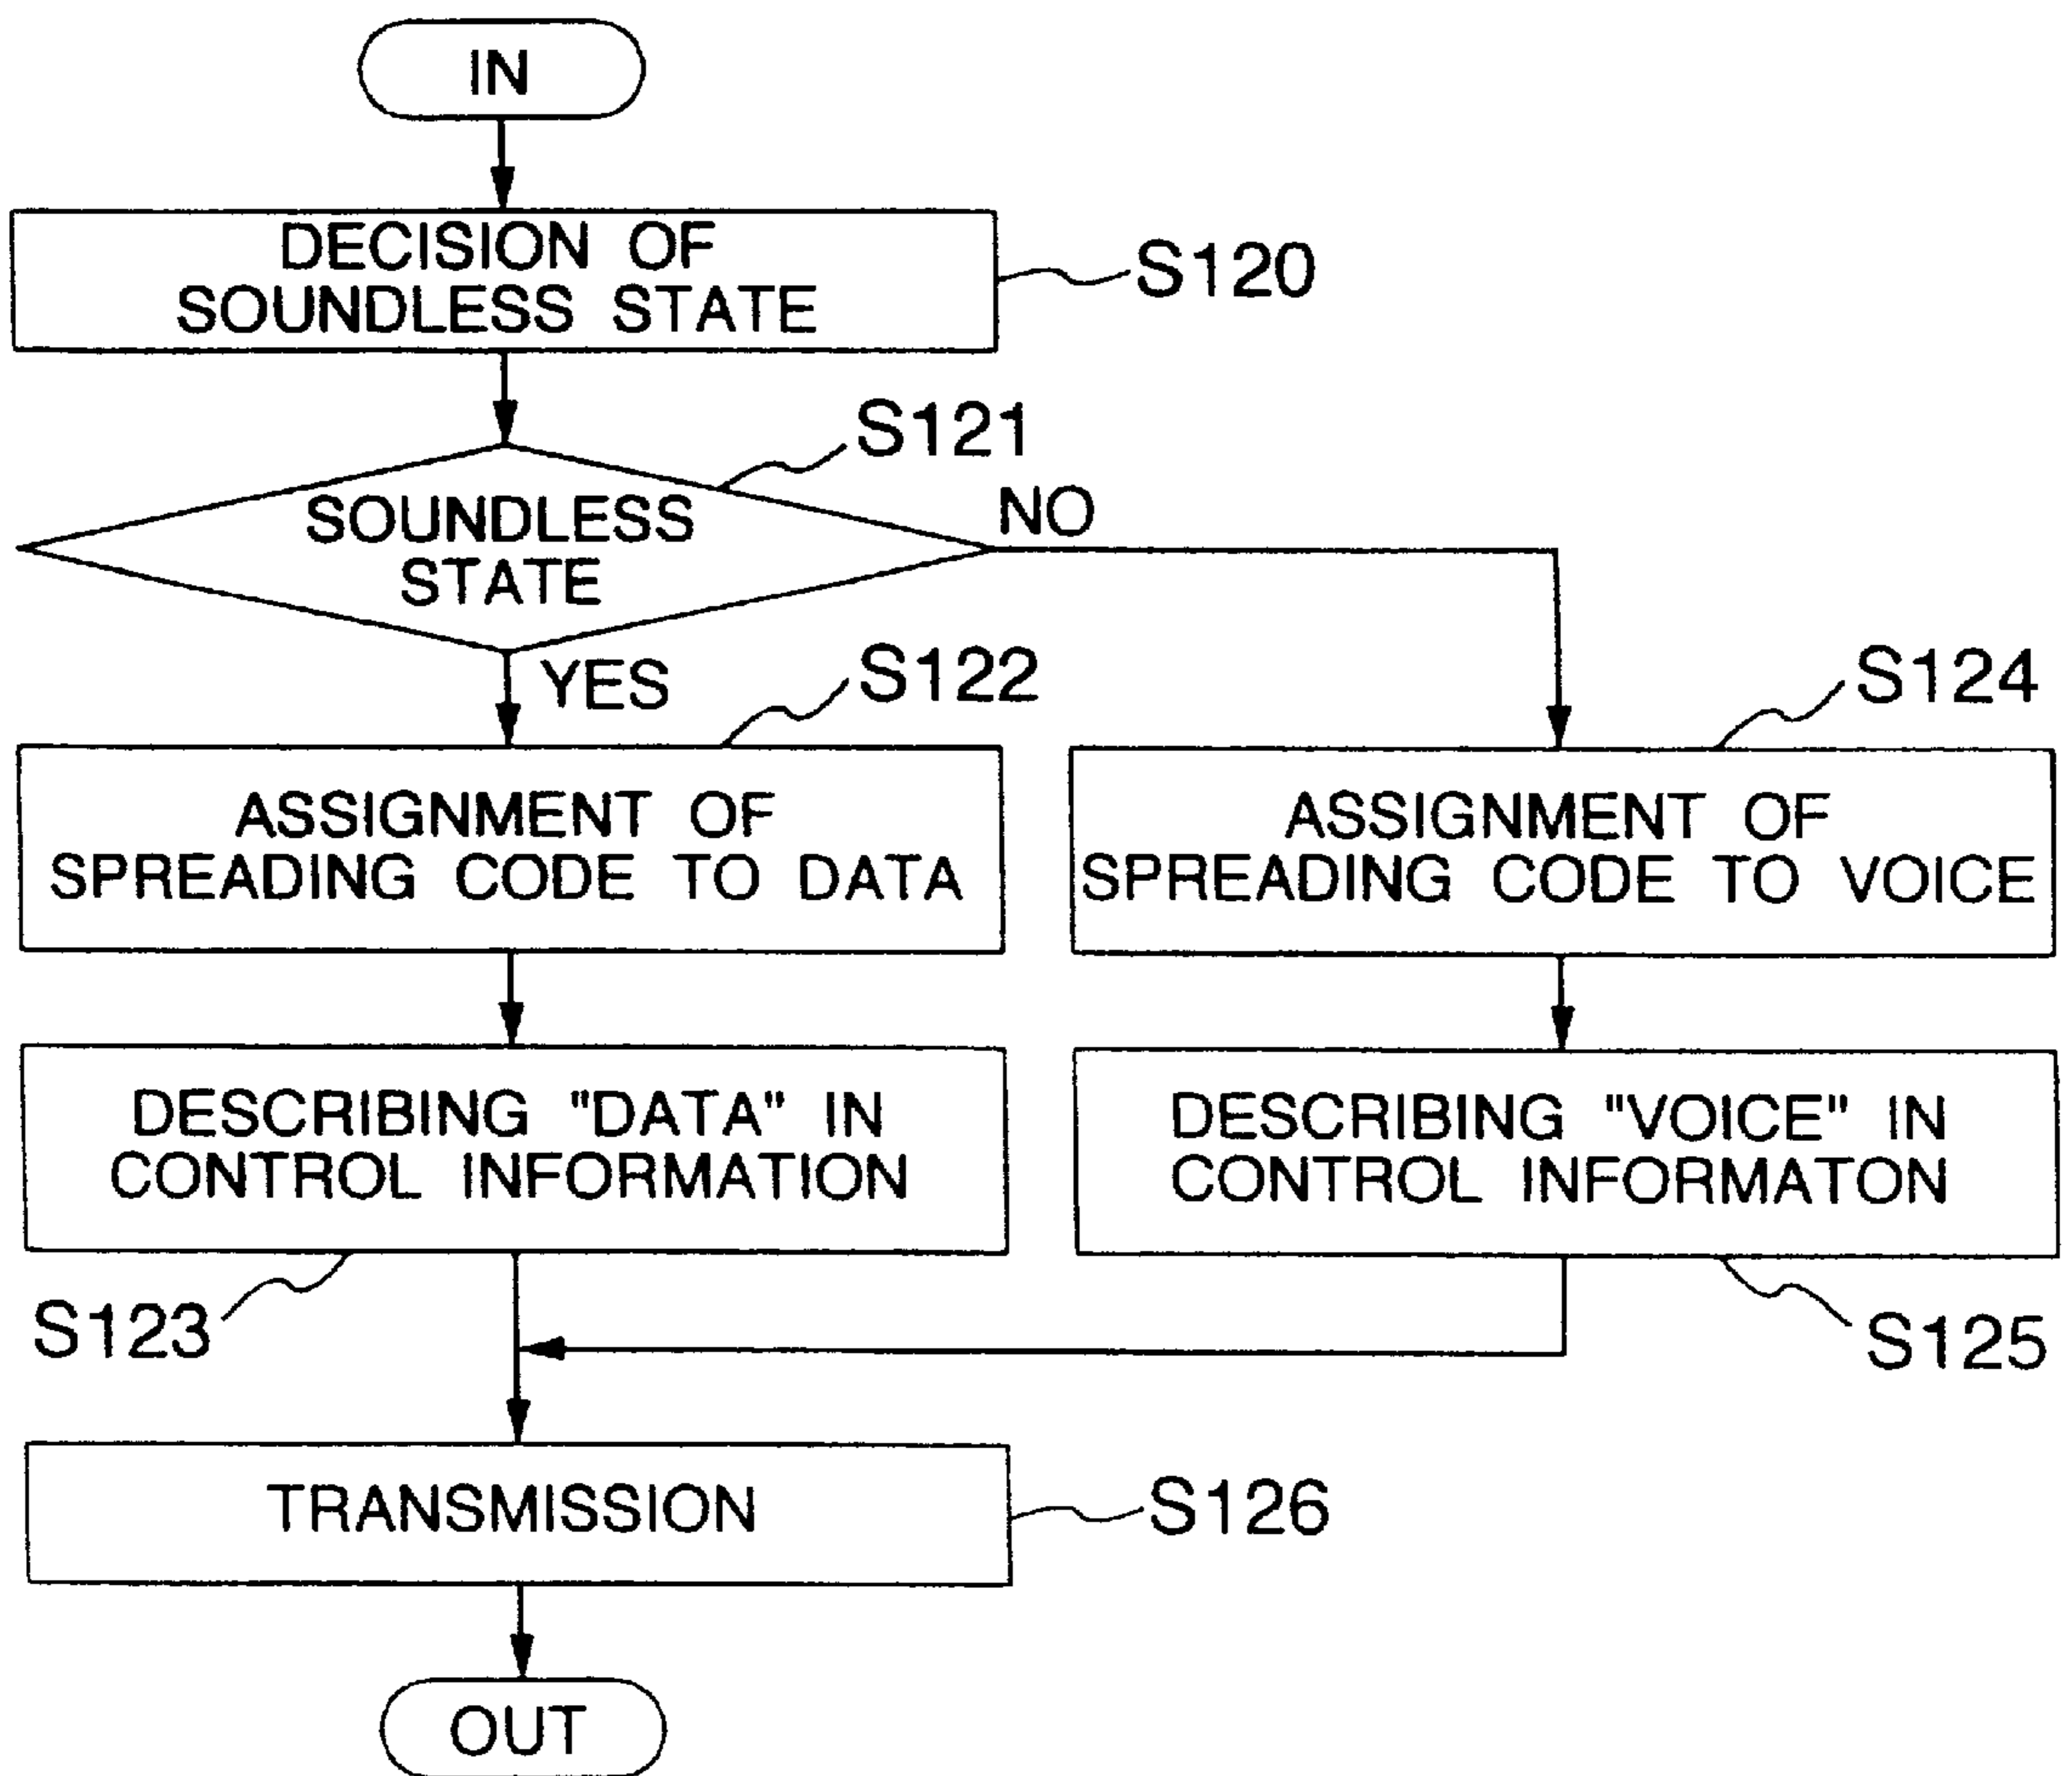 IN
DECISION OF
SOUNDLESS STATE
S120
S121
SOUNDLESS
STATE
NO
YES
S122
S124
ASSIGNMENT OF
SPREADING CODE TO DATA
ASSIGNMENT OF
SPREADING CODE TO VOICE
DESCRIBING "DATA" IN
CONTROL INFORMATION
DESCRIBING "VOICE" IN
CONTROL INFORMATON
S123
S125
TRANSMISSION
S126
OUT